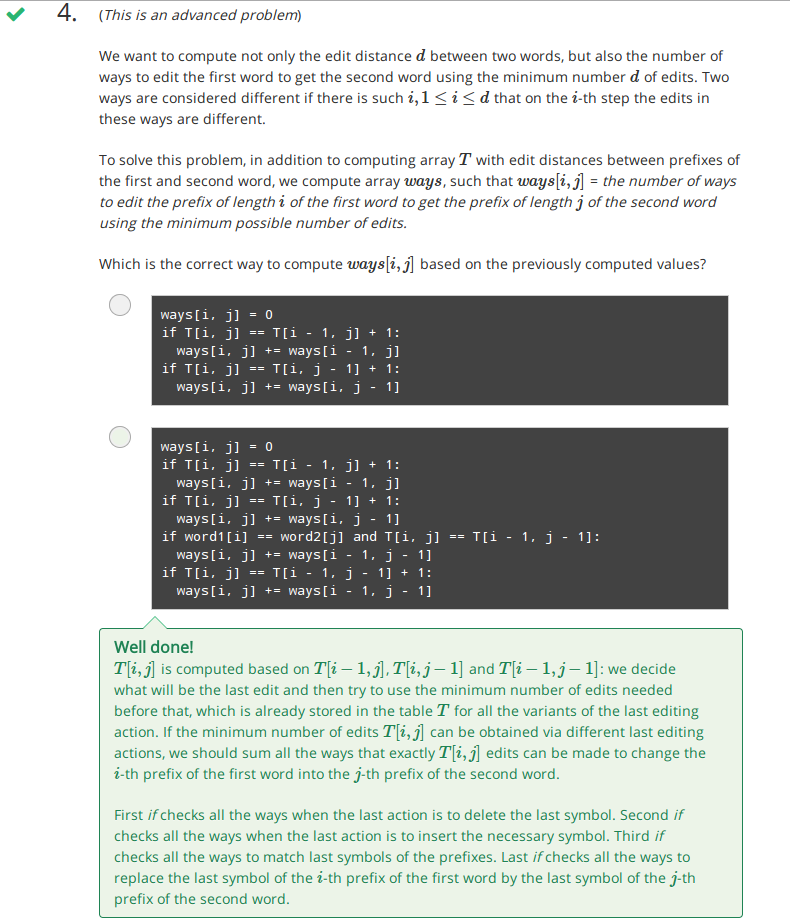 4. (This is an advanced problem)
We want to compute not only the edit distance d between two words, but also the number of
ways to edit the first word to get the second word using the minimum number d of edits. Two
ways are considered different if there is such i, 1 ≤ i ≤ d that on the i-th step the edits in
these ways are different.
To solve this problem, in addition to computing array T with edit distances between prefixes of
the first and second word, we compute array ways, such that ways[i, j] = the number of ways
to edit the prefix of length i of the first word to get the prefix of length j of the second word
using the minimum possible number of edits.
Which is the correct way to compute ways[i, j] based on the previously computed values?
ways[i, j] = 0
if T[i, j] == T[i - 1, j] + 1:
  ways[i, j] += ways[i - 1, j]
if T[i, j] == T[i, j - 1] + 1:
  ways[i, j] += ways[i, j - 1]
ways[i, j] = 0
if T[i, j] == T[i - 1, j] + 1:
  ways[i, j] += ways[i - 1, j]
if T[i, j] == T[i, j - 1] + 1:
  ways[i, j] += ways[i, j - 1]
if word1[i] == word2[j] and T[i, j] == T[i - 1, j - 1]:
  ways[i, j] += ways[i - 1, j - 1]
if T[i, j] == T[i - 1, j - 1] + 1:
  ways[i, j] += ways[i - 1, j - 1]
Well done!
T[i, j] is computed based on T[i − 1, j], T[i, j − 1] and T[i − 1, j − 1]: we decide
what will be the last edit and then try to use the minimum number of edits needed
before that, which is already stored in the table T for all the variants of the last editing
action. If the minimum number of edits T[i, j] can be obtained via different last editing
actions, we should sum all the ways that exactly T[i, j] edits can be made to change the
i-th prefix of the first word into the j-th prefix of the second word.
First if checks all the ways when the last action is to delete the last symbol. Second if
checks all the ways when the last action is to insert the necessary symbol. Third if
checks all the ways to match last symbols of the prefixes. Last if checks all the ways to
replace the last symbol of the i-th prefix of the first word by the last symbol of the j-th
prefix of the second word.